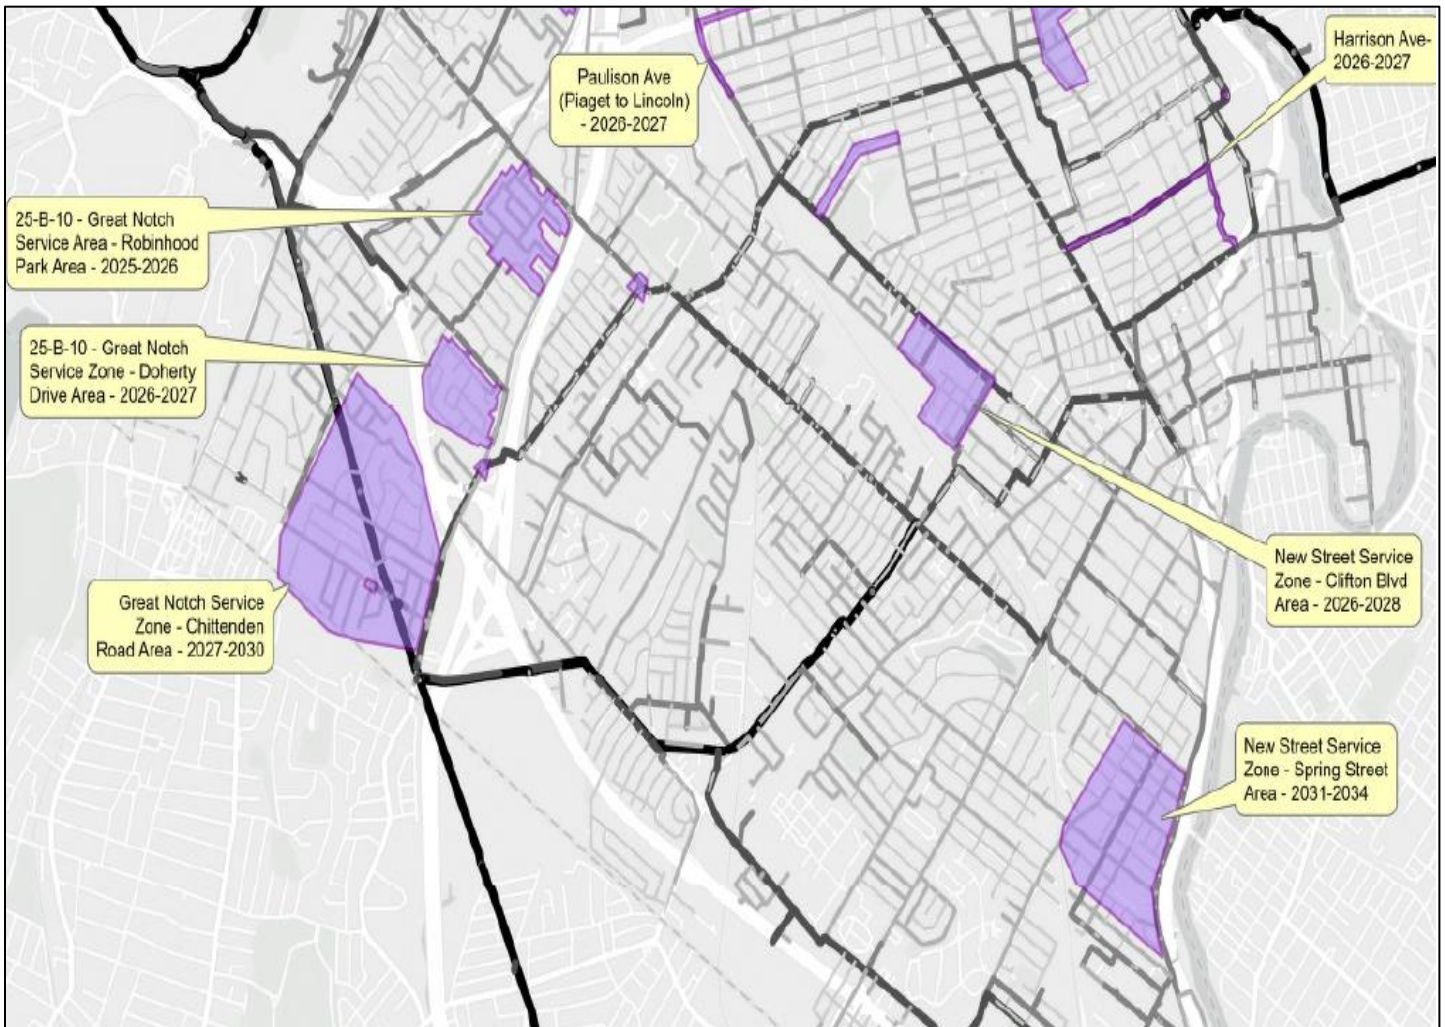 Harrison Ave-
2026-2027
Paulison Ave
(Piaget to Lincoln)
- 2026-2027
25-B-10 - Great Notch
Service Area - Robinhood
Park Area - 2025-2026
25-B-10 - Great Notch
Service Zone - Doherty
Drive Area - 2026-2027
New Street Service
Zone - Clifton Blvd
Area - 2026-2028
Great Notch Service
Zone - Chittenden
Road Area - 2027-2030
New Street Service
Zone - Spring Street
Area - 2031-2034